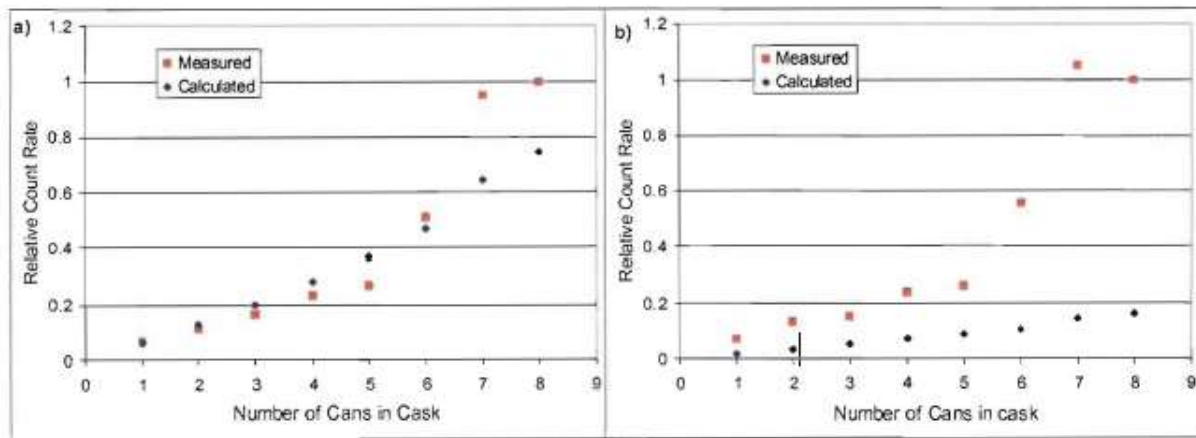 a)
Measured
Calculated
Relative Count Rate
1.2
1
0.8
0.6
0.4
0.2
0
0 1 2 3 4 5 6 7 8 9
Number of Cans in Cask
b)
Measured
Calculated
Relative Count Rate
1.2
1
0.8
0.6
0.4
0.2
0
0 1 2 3 4 5 6 7 8 9
Number of Cans in cask